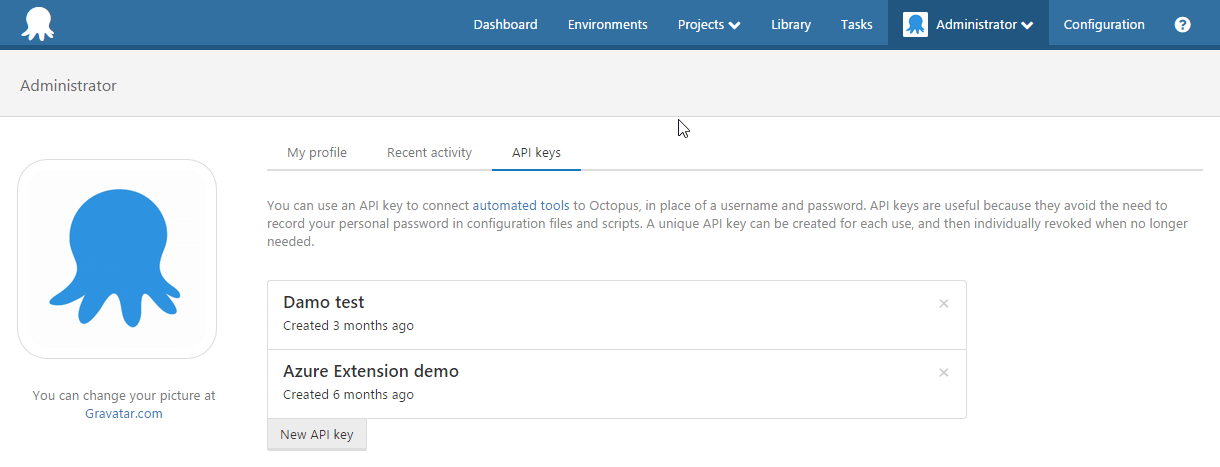 Dashboard Environments Projects Library Tasks Administrator Configuration ?
Administrator
My profile Recent activity API keys
You can use an API key to connect automated tools to Octopus, in place of a username and password. API keys are useful because they avoid the need to
record your personal password in configuration files and scripts. A unique API key can be created for each use, and then individually revoked when no longer
needed.
Damo test
Created 3 months ago
Azure Extension demo
Created 6 months ago
New API key
You can change your picture at
Gravatar.com